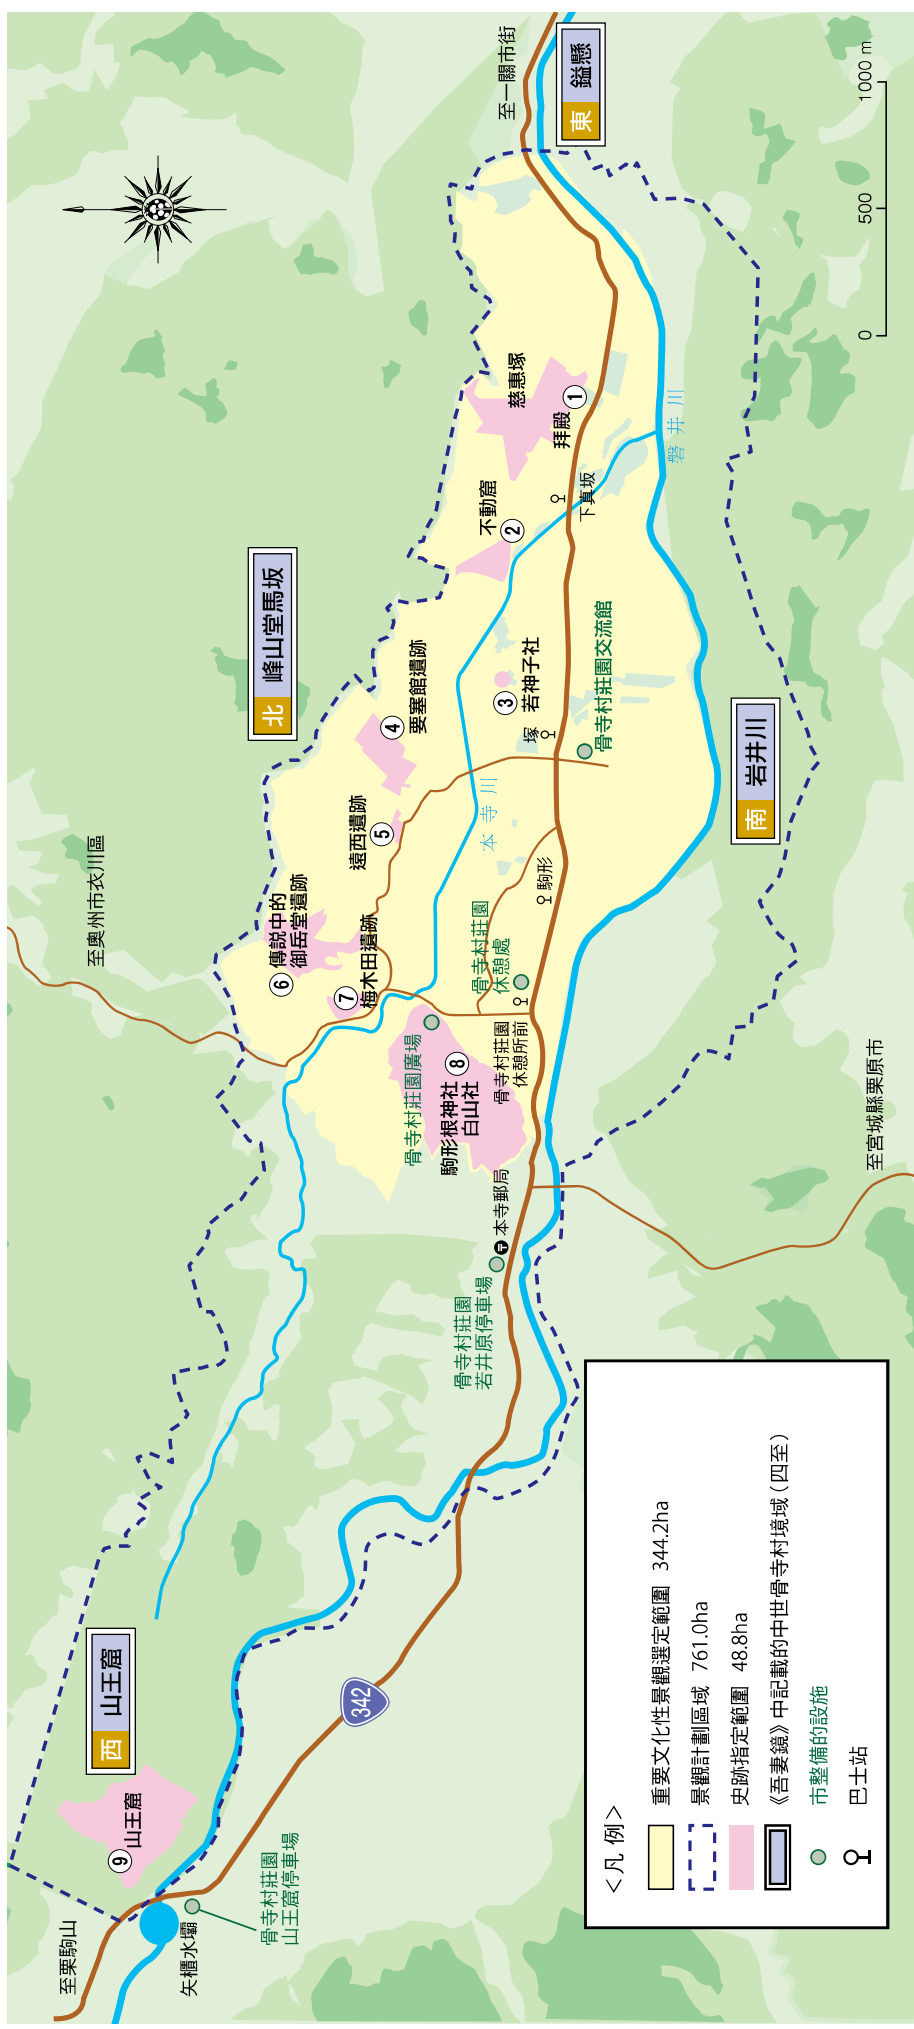 至栗駒山
矢櫃水壩
骨寺村莊園
山王窟停車場
⑨
山王窟
西 山王窟
342
至奧州市衣川區
⑥
傳說中的
御岳堂遺跡
⑦
梅木田遺跡
⑤
遠西遺跡
④
要塞館遺跡
北 峰山堂馬坂
骨寺村莊園廣場
駒形根神社
白山社
⑧
本寺郵局
骨寺村莊園
若井原停車場
骨寺村莊園
休憩所前
骨寺村莊園
休憩處
駒形
本寺川
塚
③
若神子社
骨寺村莊園交流館
②
不動窟
下真坂
①
拜殿
慈惠塚
磐井川
至一關市街
東 鎰懸
南 岩井川
至宮城縣栗原市
0 500 1000 m
＜凡 例＞
重要文化性景觀選定範圍 344.2ha
景觀計劃區域 761.0ha
史跡指定範圍 48.8ha
《吾妻鏡》中記載的中世骨寺村境域（四至）
市整備的設施
巴士站